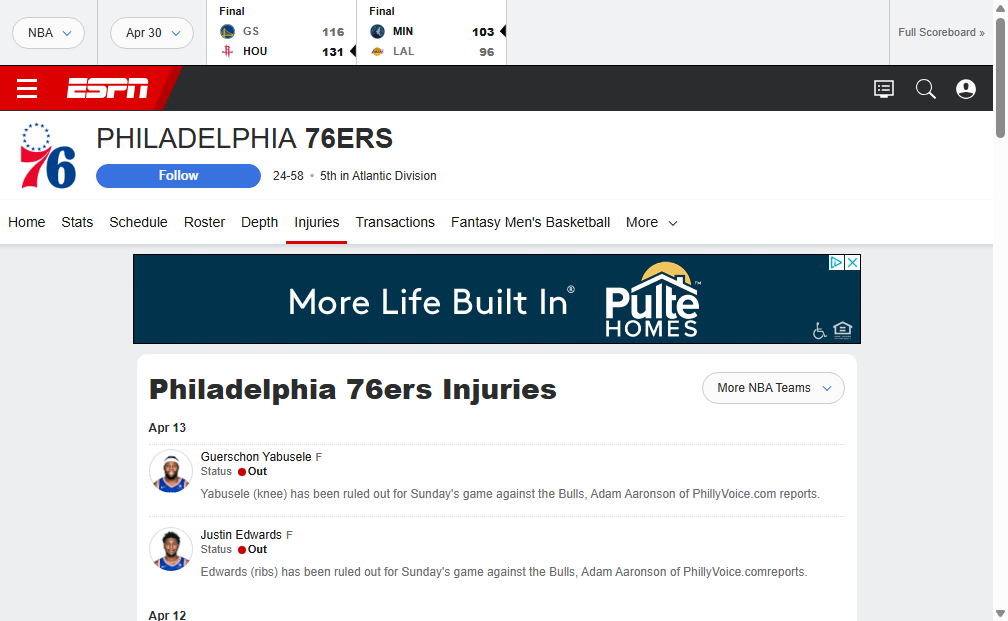 NBA
Apr 30
Final
GS 116
HOU 131
Final
MIN 103
LAL 96
Full Scoreboard »
ESPN
76
PHILADELPHIA 76ERS
Follow
24-58 • 5th in Atlantic Division
Home Stats Schedule Roster Depth Injuries Transactions Fantasy Men's Basketball More
More Life Built In®
Pulte™
HOMES
Philadelphia 76ers Injuries
More NBA Teams
Apr 13
Guerschon Yabusele F
Status Out
Yabusele (knee) has been ruled out for Sunday's game against the Bulls, Adam Aaronson of PhillyVoice.com reports.
Justin Edwards F
Status Out
Edwards (ribs) has been ruled out for Sunday's game against the Bulls, Adam Aaronson of PhillyVoice.comreports.
Apr 12